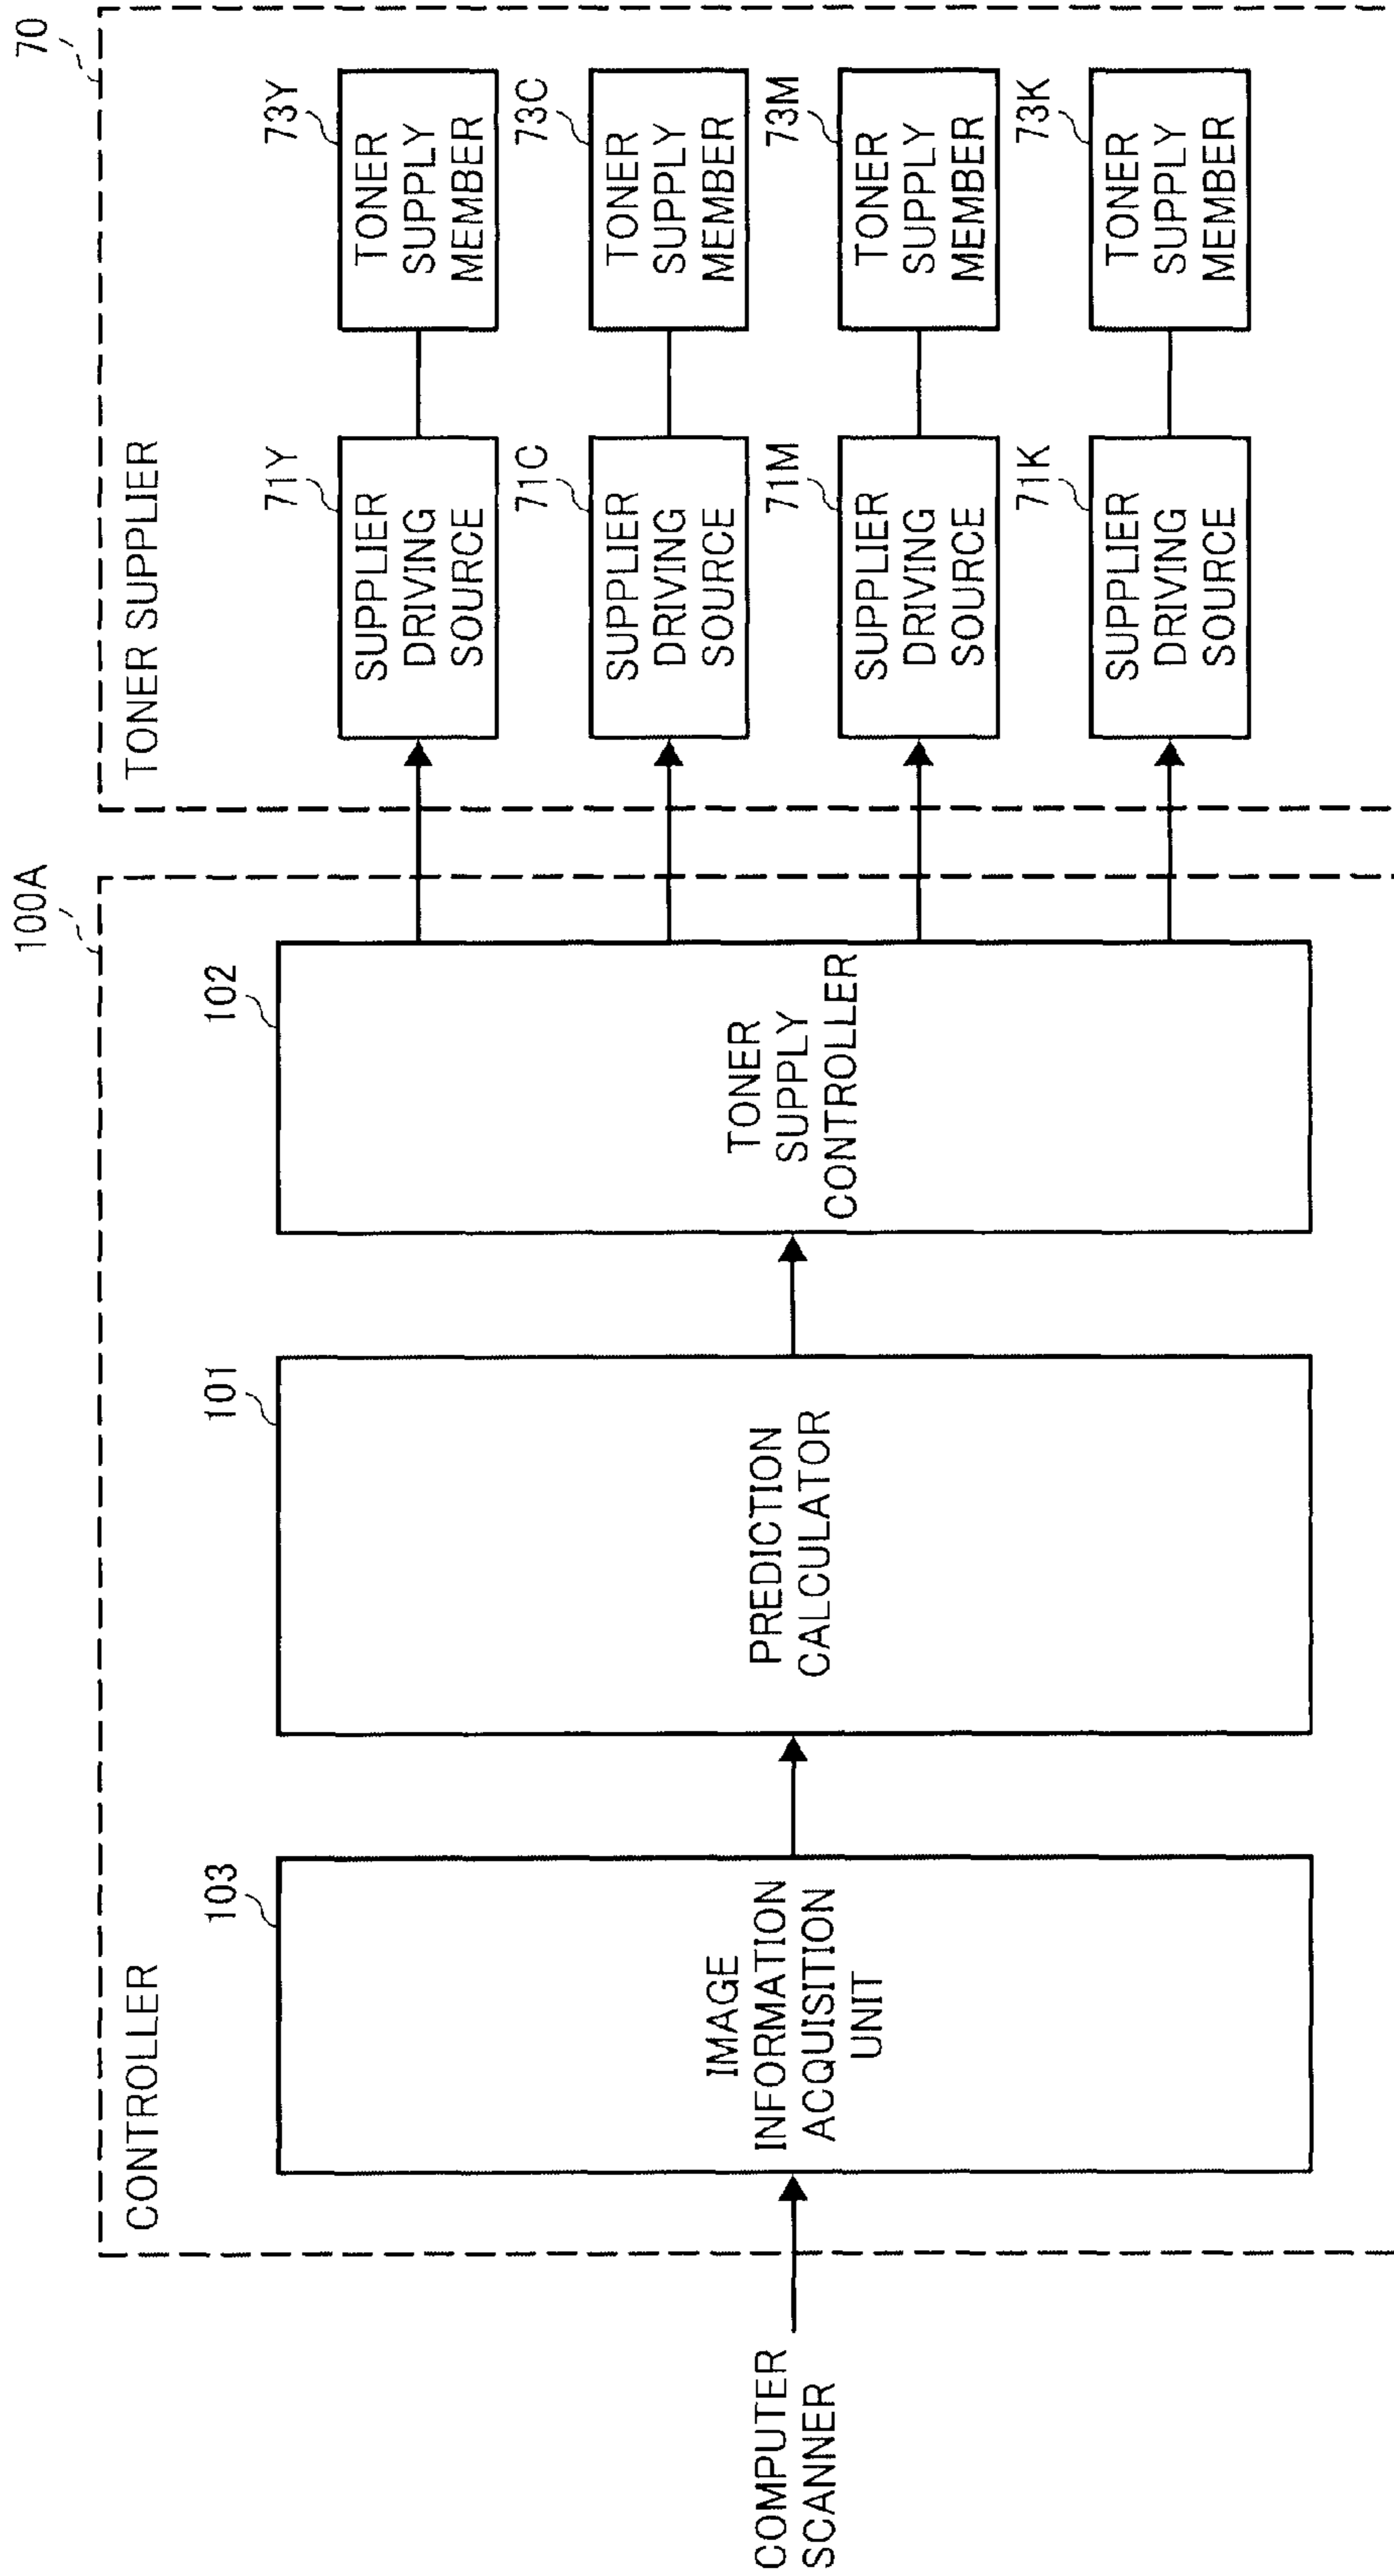 100A
CONTROLLER
COMPUTER
SCANNER
103
IMAGE
INFORMATION
ACQUISITION
UNIT
101
PREDICTION
CALCULATOR
102
TONER
SUPPLY
CONTROLLER
70
TONER SUPPLIER
71Y
SUPPLIER
DRIVING
SOURCE
73Y
TONER
SUPPLY
MEMBER
71C
SUPPLIER
DRIVING
SOURCE
73C
TONER
SUPPLY
MEMBER
71M
SUPPLIER
DRIVING
SOURCE
73M
TONER
SUPPLY
MEMBER
71K
SUPPLIER
DRIVING
SOURCE
73K
TONER
SUPPLY
MEMBER